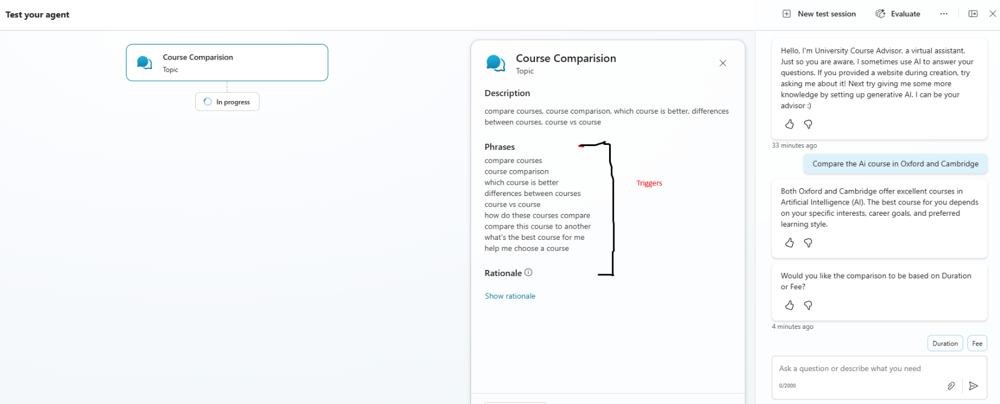 Test your agent
New test session
Evaluate
Course Comparision
Topic
In progress
Course Comparision
Topic
Description
compare courses, course comparison, which course is better, differences
between courses, course vs course
Phrases
compare courses
course comparison
which course is better
differences between courses
course vs course
how do these courses compare
compare this course to another
what's the best course for me
help me choose a course
Triggers
Rationale
Show rationale
Hello, I'm University Course Advisor, a virtual assistant.
Just so you are aware, I sometimes use AI to answer your
questions. If you provided a website during creation, try
asking me about it! Next try giving me some more
knowledge by setting up generative AI. I can be your
advisor :)
33 minutes ago
Compare the Ai course in Oxford and Cambridge
Both Oxford and Cambridge offer excellent courses in
Artificial Intelligence (AI). The best course for you depends
on your specific interests, career goals, and preferred
learning style.
Would you like the comparison to be based on Duration
or Fee?
4 minutes ago
Duration
Fee
Ask a question or describe what you need
0/2000